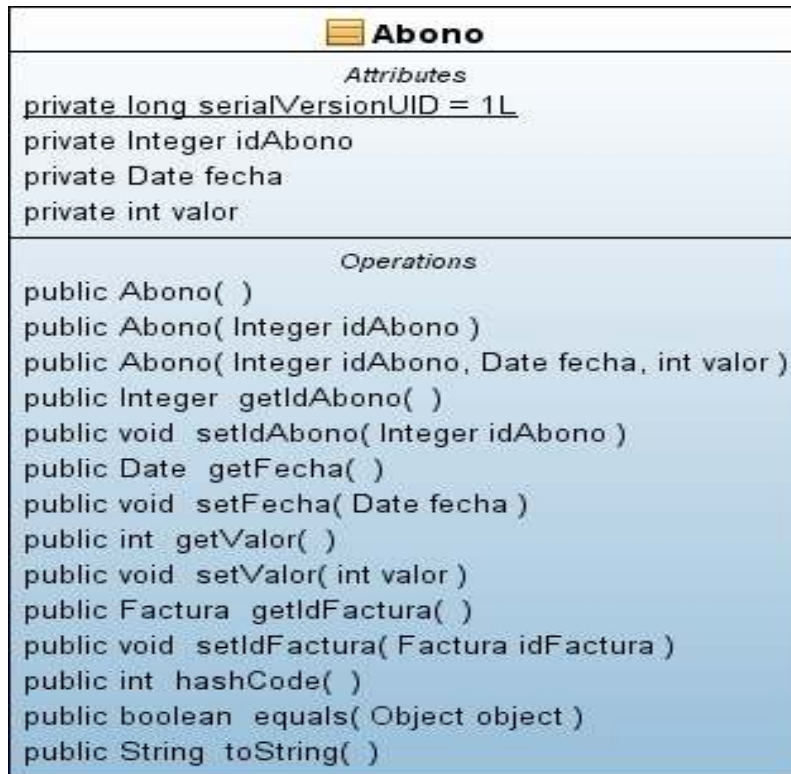 Abono
Attributes
private long serialVersionUID = 1L
private Integer idAbono
private Date fecha
private int valor
Operations
public Abono( )
public Abono( Integer idAbono )
public Abono( Integer idAbono, Date fecha, int valor )
public Integer getIdAbono( )
public void setIdAbono( Integer idAbono )
public Date getFecha( )
public void setFecha( Date fecha )
public int getValor( )
public void setValor( int valor )
public Factura getIdFactura( )
public void setIdFactura( Factura idFactura )
public int hashCode( )
public boolean equals( Object object )
public String toString( )